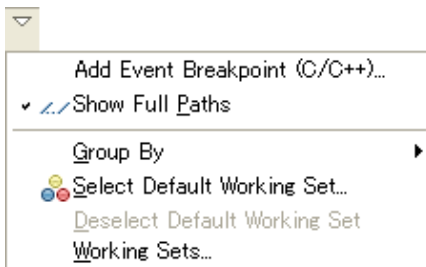 Add Event Breakpoint (C/C++)...
Show Full Paths
Group By
Select Default Working Set...
Deselect Default Working Set
Working Sets...